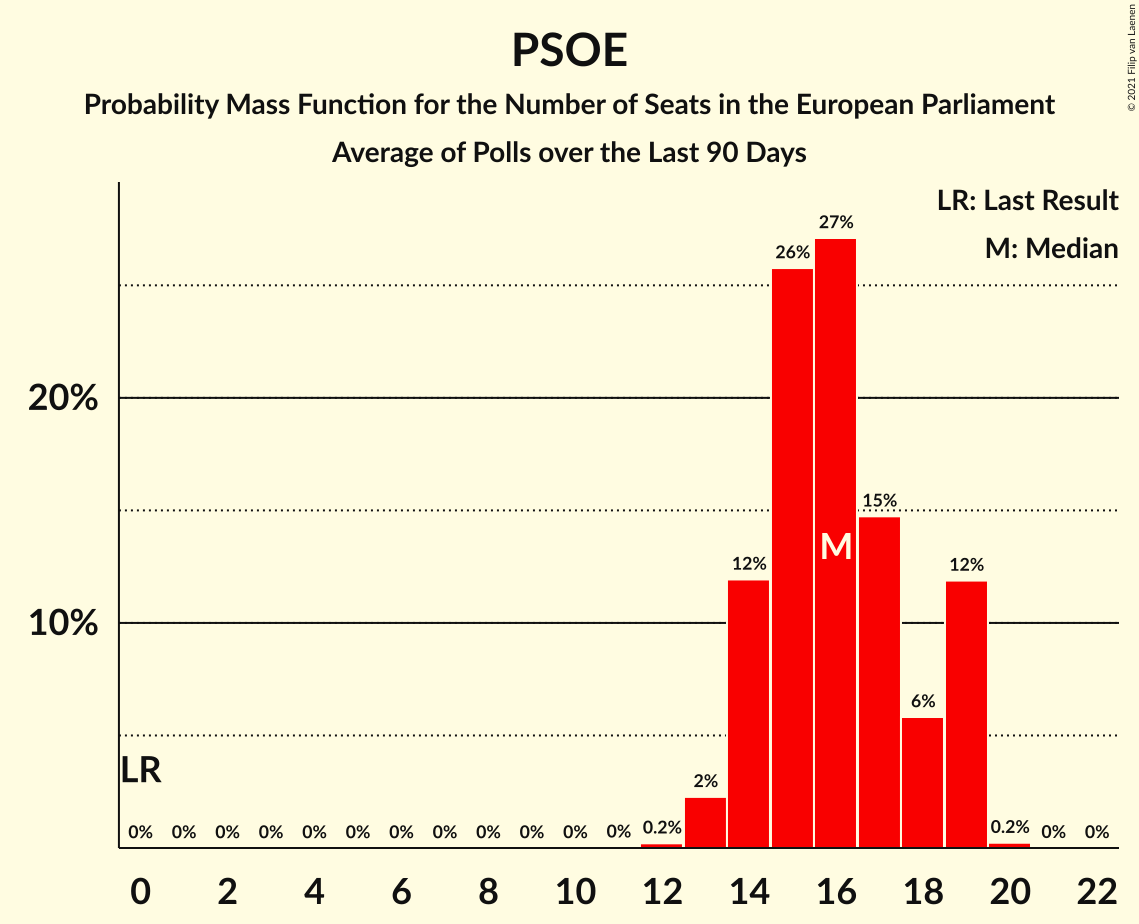 PSOE
Probability Mass Function for the Number of Seats in the European Parliament
Average of Polls over the Last 90 Days
© 2021 Filip van Laenen
LR: Last Result
M: Median
20%
10%
LR
0% 0% 0% 0% 0% 0% 0% 0% 0% 0% 0% 0% 0.2% 2% 12% 26% 27% 15% 6% 12% 0.2% 0% 0%
M
0 2 4 6 8 10 12 14 16 18 20 22